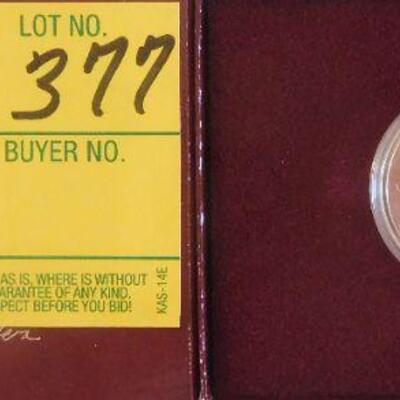 LOT NO.
377
BUYER NO.
AS IS, WHERE IS WITHOUT
ARANTEE OF ANY KIND.
PECT BEFORE YOU BID!
KAS-14E